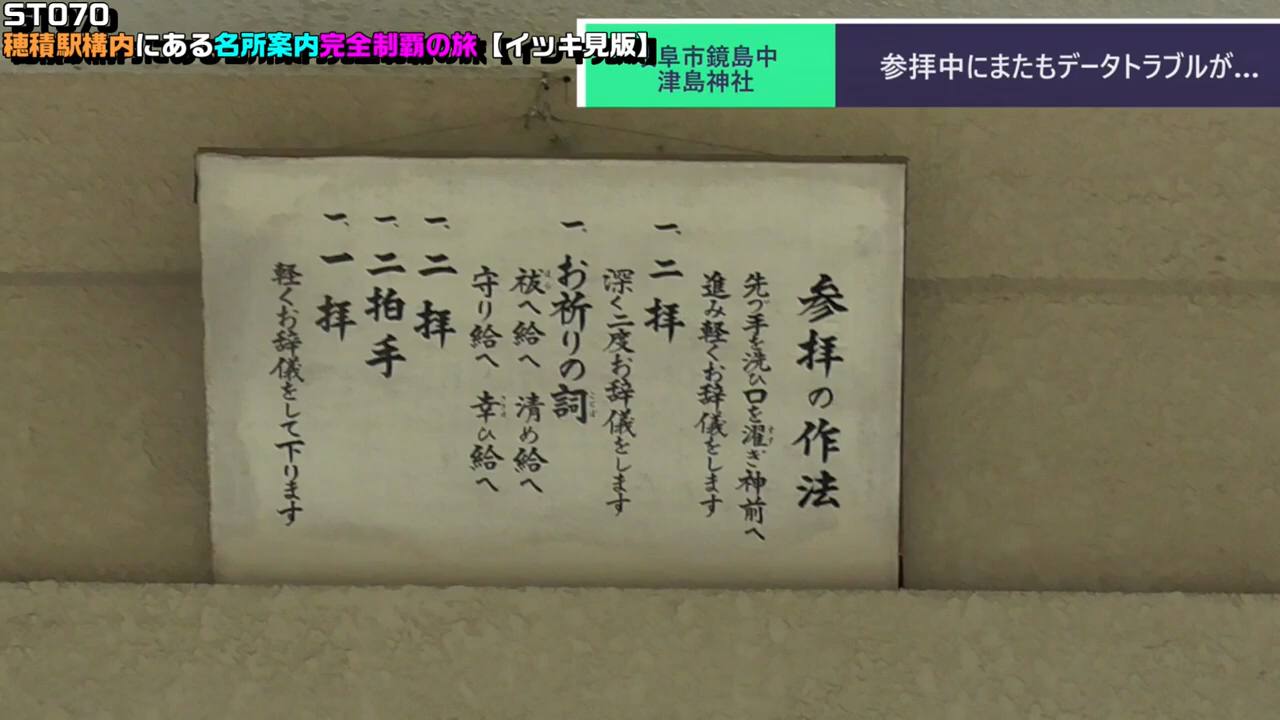 ST070
穂積駅構内にある名所案内完全制覇の旅【イツキ見版】
阜市鏡島中
津島神社
参拝中にまたもデータトラブルが...
参拝の作法
先づ手を洗ひ口を濯ぎ神前へ
進み軽くお辞儀をします
一、二拝
深く二度お辞儀をします
一、お祈りの詞
祓へ給へ 清め給へ
守り給へ 幸ひ給へ
一、二拝
一、二拍手
一、一拝
軽くお辞儀をして下ります